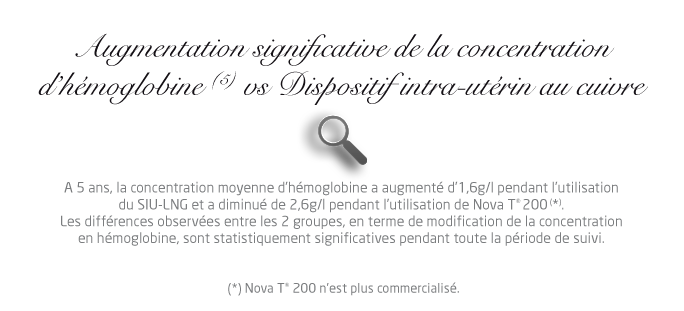 Augmentation significative de la concentration
d'hémoglobine (5) vs Dispositif intra-utérin au cuivre
A 5 ans, la concentration moyenne d'hémoglobine a augmenté d'1,6g/l pendant l'utilisation
du SIU-LNG et a diminué de 2,6g/l pendant l'utilisation de Nova T® 200 (*).
Les différences observées entre les 2 groupes, en terme de modification de la concentration
en hémoglobine, sont statistiquement significatives pendant toute la période de suivi.
(*) Nova T® 200 n'est plus commercialisé.